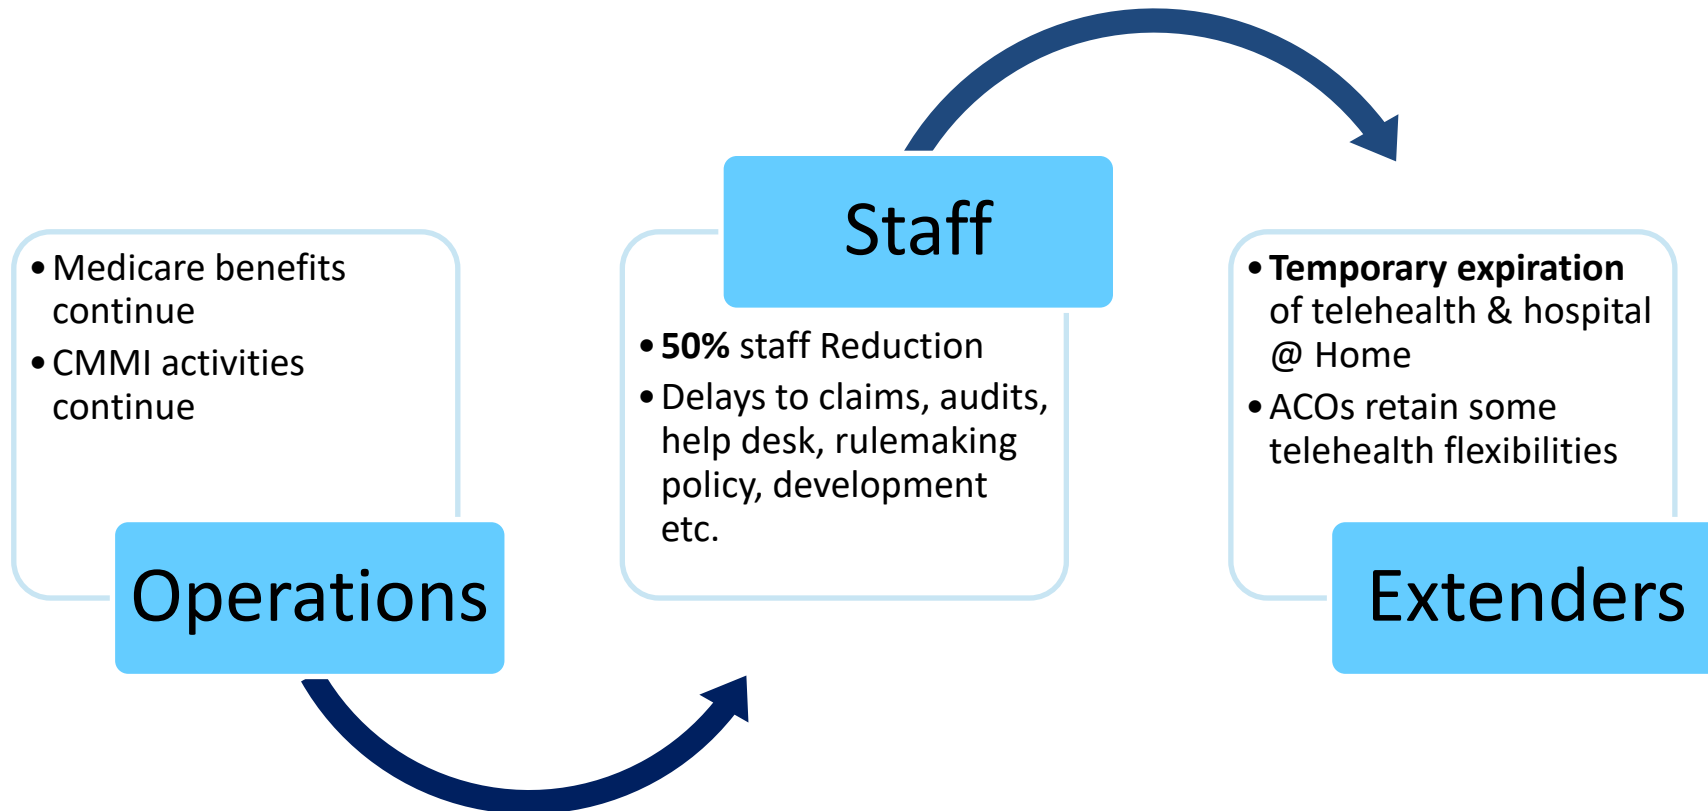 • Medicare benefits
continue
• CMMI activities
continue
Operations
Staff
• 50% staff Reduction
• Delays to claims, audits,
help desk, rulemaking
policy, development
etc.
• Temporary expiration
of telehealth & hospital
@ Home
• ACOs retain some
telehealth flexibilities
Extenders